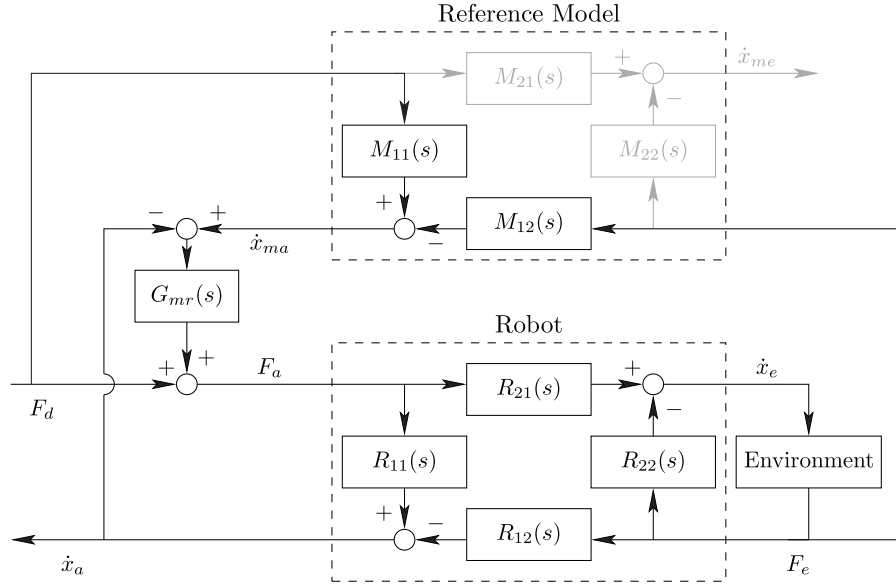 Reference Model
+
M₂₁(s)
ẋₘₑ
−
M₁₁(s)
M₂₂(s)
+
−
+
M₁₂(s)
−
ẋₘₐ
Gₘᵣ(s)
Robot
+
+
Fₐ
F_d
R₂₁(s)
+
ẋₑ
−
R₁₁(s)
R₂₂(s)
Environment
+
−
R₁₂(s)
ẋₐ
Fₑ